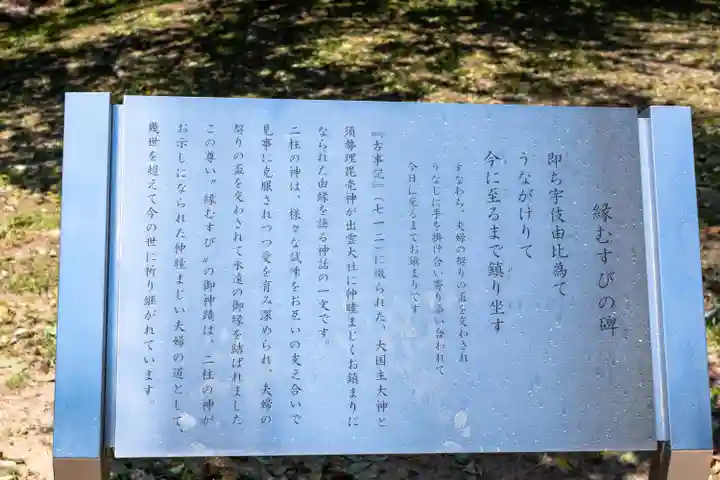 縁むすびの碑
即ち宇伎由比為て
うながけりて
今に至るまで鎮り坐す
すなわち、夫婦の契りの盃を交わされ
うなじに手を掛け合い寄り添い合われて
今日に至るまでお鎮まりです
『古事記』(七一二)に綴られた、大国主大神と
須勢理毘売神が出雲大社に仲睦まじくお鎮まりに
なられた由縁を語る神話の一文です。
二柱の神は、様々な試練をお互いの支え合いで
見事に克服されつつ愛を育み深められ、夫婦の
契りの盃を交わされて永遠の御縁を結ばれました
この尊い〝縁むすび〟の御神蹟は、二柱の神が
お示しになられた仲睦まじい夫婦の道として、
幾世を超えて今の世に祈り継がれています。